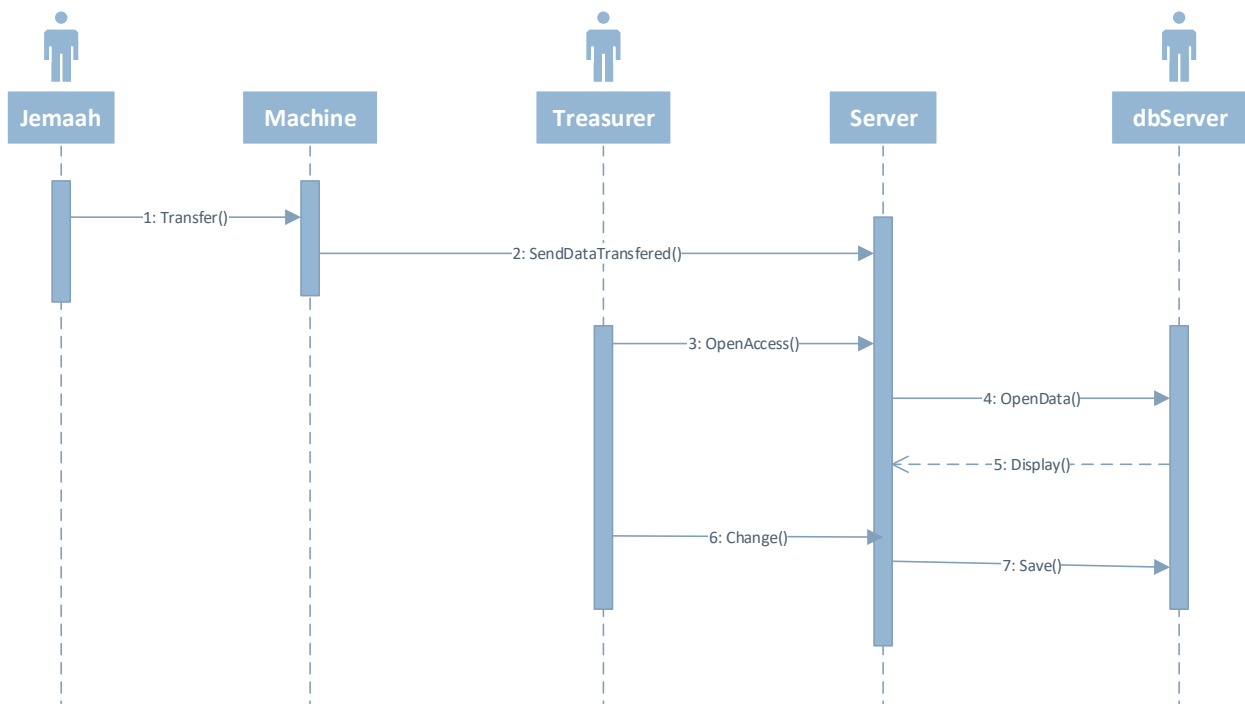 Jemaah
Machine
Treasurer
Server
dbServer
1: Transfer()
2: SendDataTransfered()
3: OpenAccess()
4: OpenData()
5: Display()
6: Change()
7: Save()